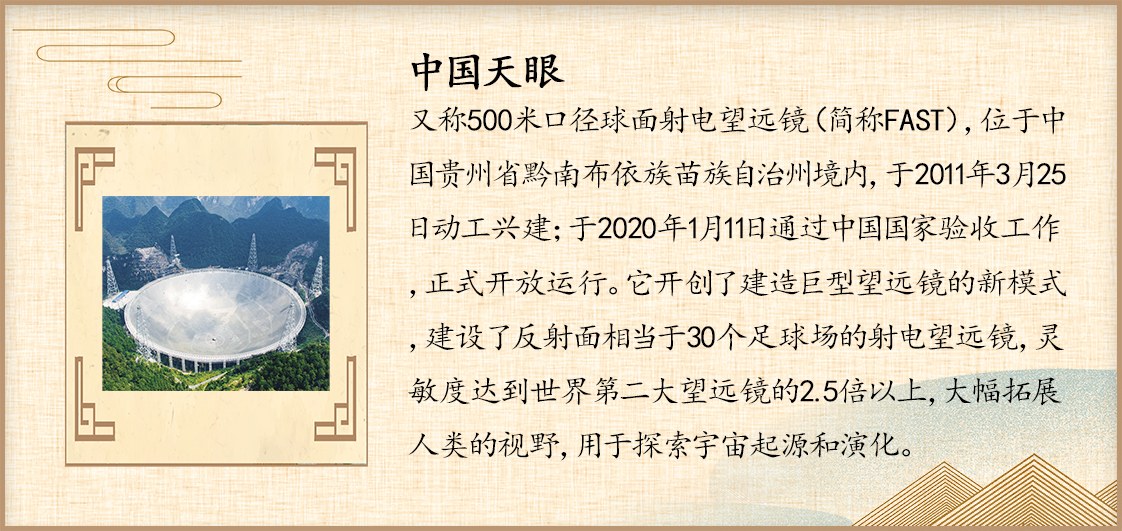 中国天眼
又称500米口径球面射电望远镜(简称FAST),位于中
国贵州省黔南布依族苗族自治州境内,于2011年3月25
日动工兴建;于2020年1月11日通过中国国家验收工作
,正式开放运行。它开创了建造巨型望远镜的新模式
,建设了反射面相当于30个足球场的射电望远镜,灵
敏度达到世界第二大望远镜的2.5倍以上,大幅拓展
人类的视野,用于探索宇宙起源和演化。